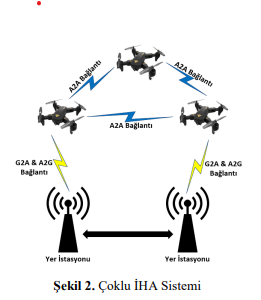 A2A Bağlantı
A2A Bağlantı
A2A Bağlantı
G2A & A2G
Bağlantı
G2A & A2G
Bağlantı
Yer İstasyonu
Yer İstasyonu
Şekil 2. Çoklu İHA Sistemi